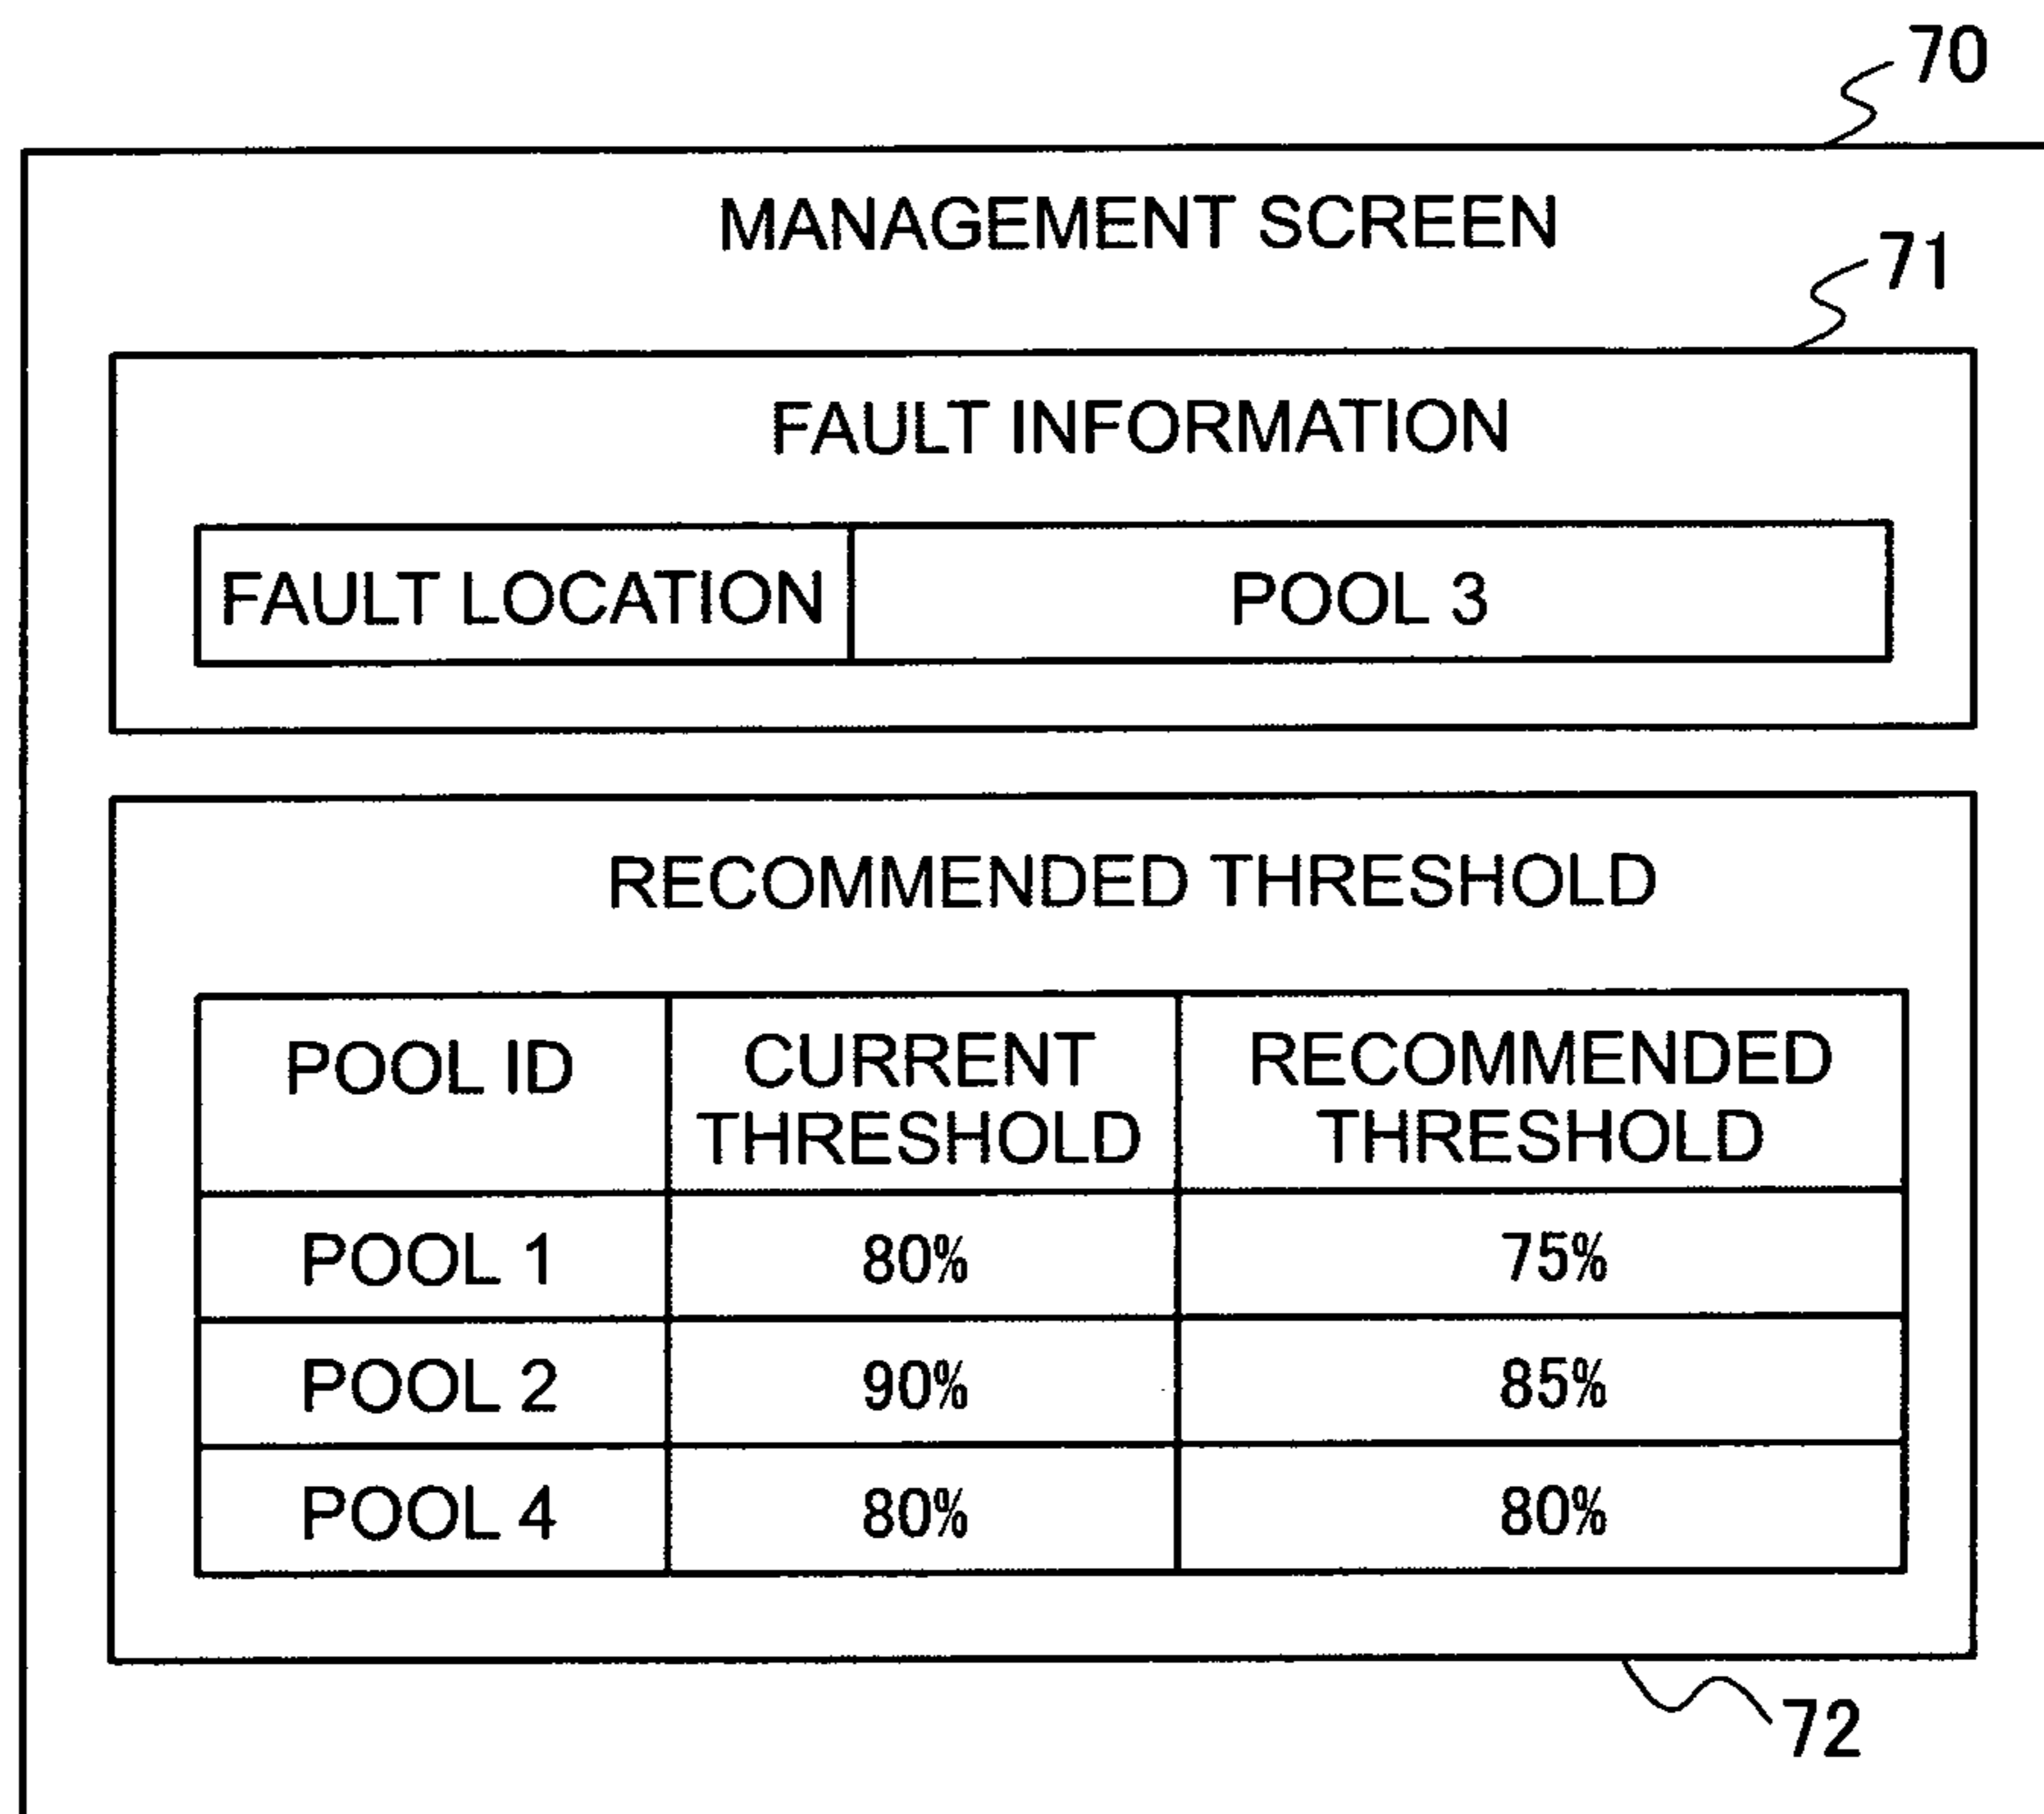 70
MANAGEMENT SCREEN
71
FAULT INFORMATION
FAULT LOCATION POOL 3
RECOMMENDED THRESHOLD
POOL ID CURRENT THRESHOLD RECOMMENDED THRESHOLD
POOL 1 80% 75%
POOL 2 90% 85%
POOL 4 80% 80%
72